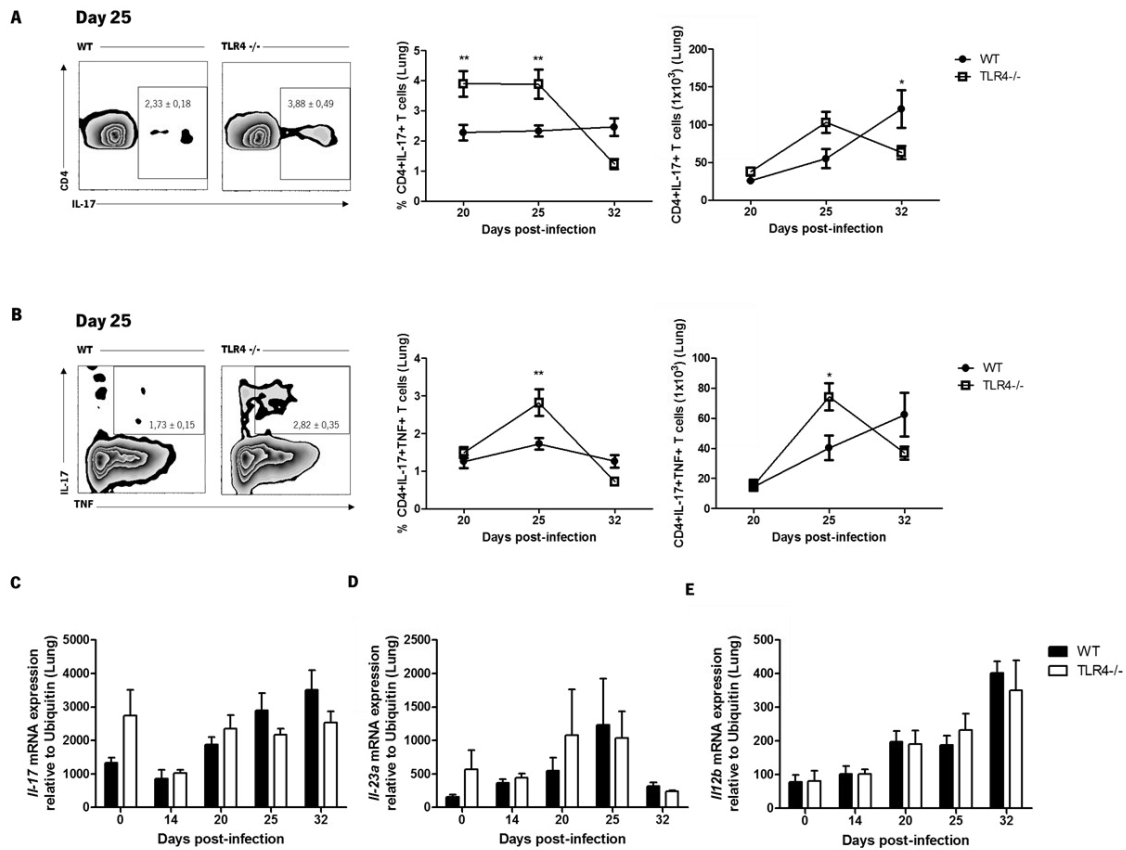 A
Day 25
WT
TLR4 -/-
2,33 ± 0,18
3,88 ± 0,49
CD4
IL-17
% CD4+IL-17+ T cells (Lung)
5
4
3
2
1
0
**
**
20
25
32
Days post-infection
CD4+IL-17+ T cells (1x10³) (Lung)
200
150
100
50
0
*
20
25
32
Days post-infection
WT
TLR4-/-
B
Day 25
WT
TLR4 -/-
1,73 ± 0,15
2,82 ± 0,35
IL-17
TNF
% CD4+IL-17+TNF+ T cells (Lung)
4
3
2
1
0
**
20
25
32
Days post-infection
CD4+IL-17+TNF+ T cells (1x10³) (Lung)
100
80
60
40
20
0
*
20
25
32
Days post-infection
WT
TLR4-/-
C
Il-17 mRNA expression
relative to Ubiquitin (Lung)
5000
4000
3000
2000
1000
0
0
14
20
25
32
Days post-infection
D
Il-23a mRNA expression
relative to Ubiquitin (Lung)
2500
2000
1500
1000
500
0
0
14
20
25
32
Days post-infection
E
Il12b mRNA expression
relative to Ubiquitin (Lung)
500
400
300
200
100
0
0
14
20
25
32
Days post-infection
WT
TLR4-/-